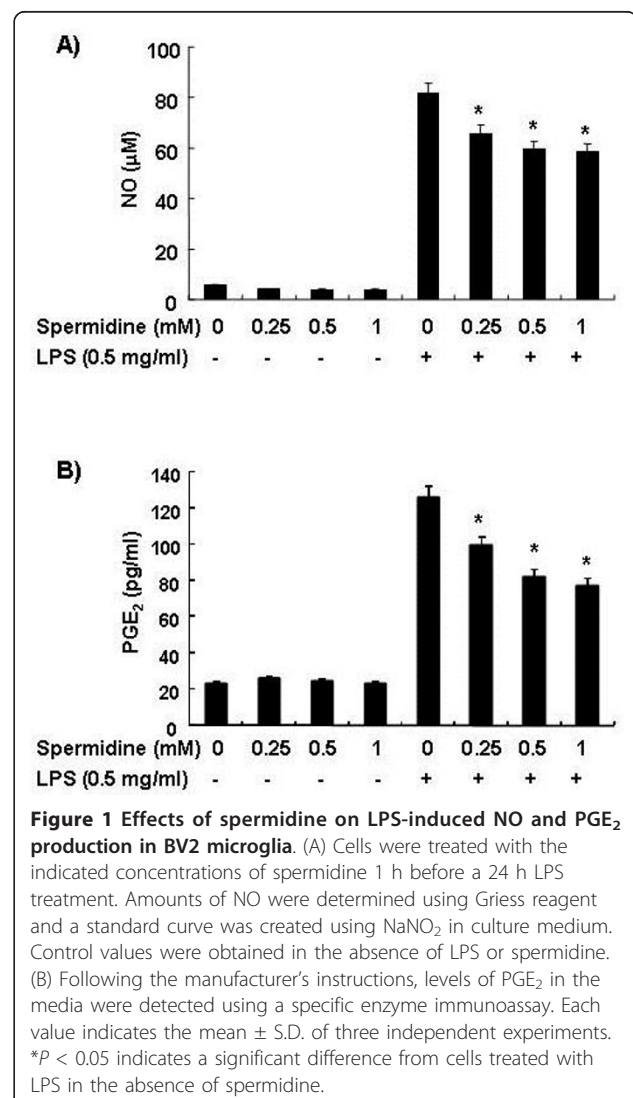 A)
100
80
60
40
20
0
NO (μM)
* * *
Spermidine (mM) 0 0.25 0.5 1 0 0.25 0.5 1
LPS (0.5 mg/ml) - - - - + + + +
B)
140
120
100
80
60
40
20
0
PGE₂ (pg/ml)
* * *
Spermidine (mM) 0 0.25 0.5 1 0 0.25 0.5 1
LPS (0.5 mg/ml) - - - - + + + +
Figure 1 Effects of spermidine on LPS-induced NO and PGE₂
production in BV2 microglia. (A) Cells were treated with the
indicated concentrations of spermidine 1 h before a 24 h LPS
treatment. Amounts of NO were determined using Griess reagent
and a standard curve was created using NaNO₂ in culture medium.
Control values were obtained in the absence of LPS or spermidine.
(B) Following the manufacturer's instructions, levels of PGE₂ in the
media were detected using a specific enzyme immunoassay. Each
value indicates the mean ± S.D. of three independent experiments.
*P < 0.05 indicates a significant difference from cells treated with
LPS in the absence of spermidine.